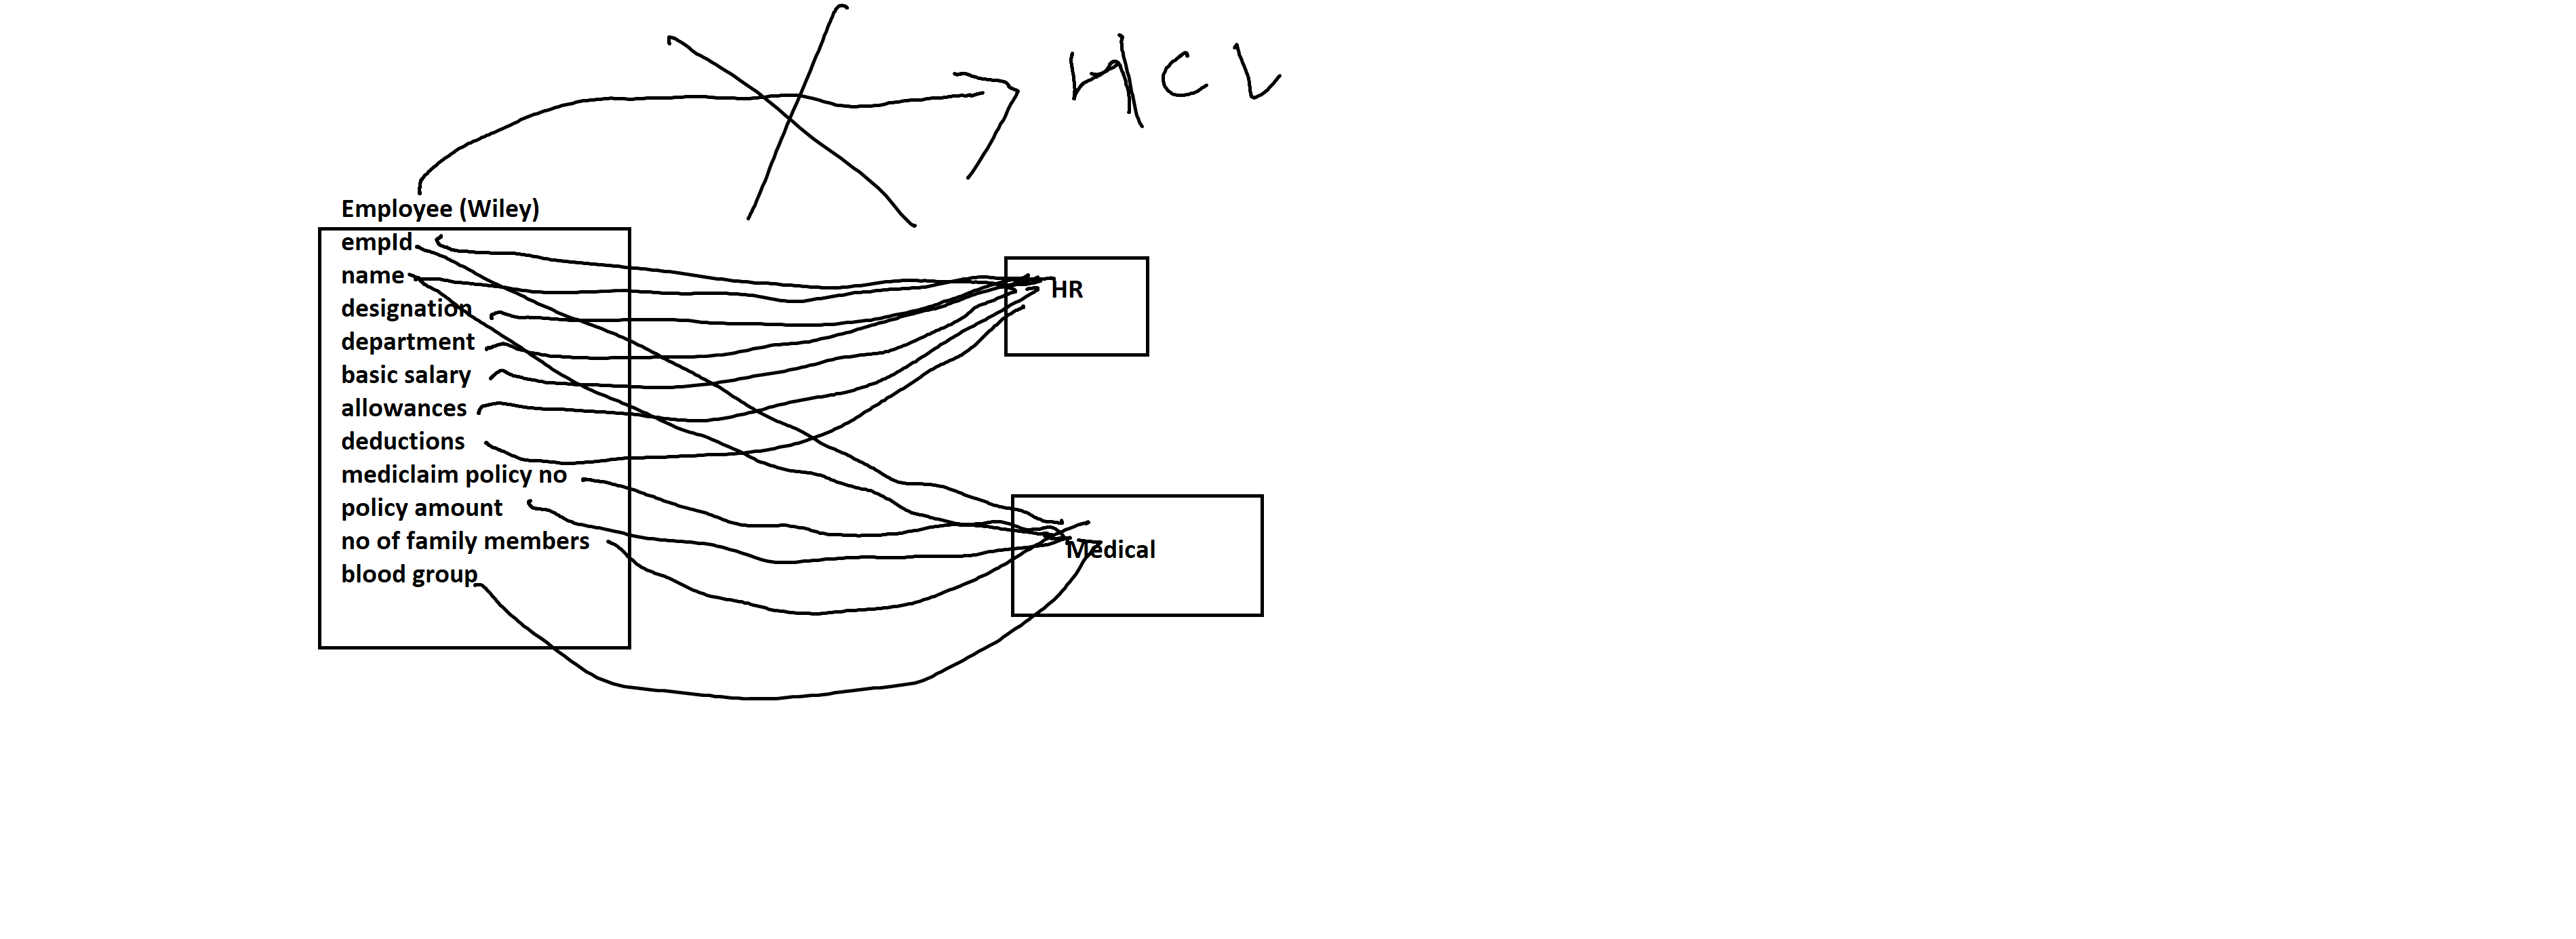 HCL
Employee (Wiley)
empId
name
designation
department
basic salary
allowances
deductions
mediclaim policy no
policy amount
no of family members
blood group
HR
Medical